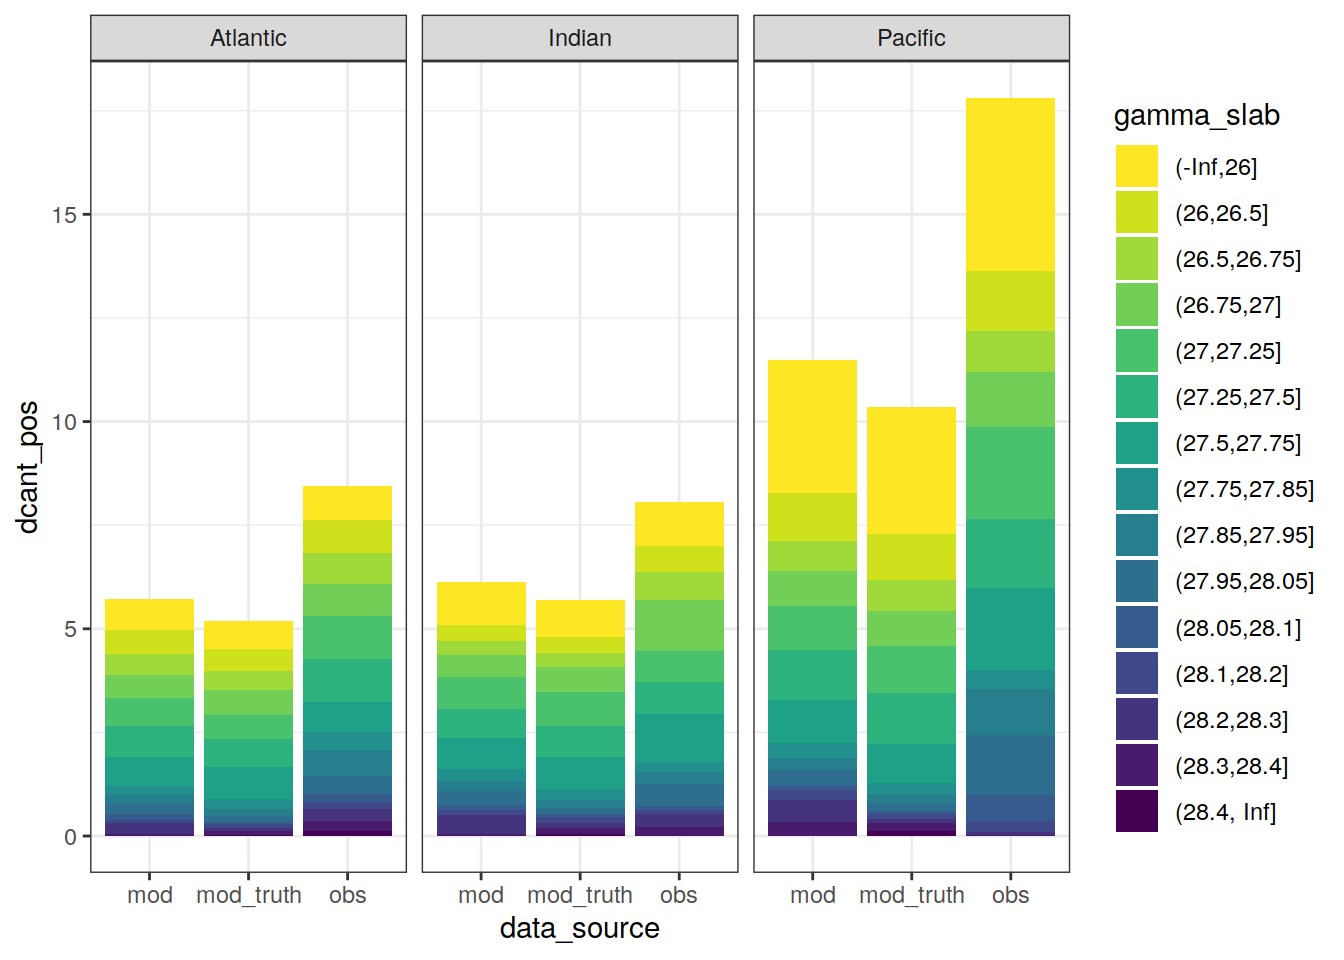 Atlantic
Indian
Pacific
15
10
5
0
dcant_pos
mod
mod_truth
obs
mod
mod_truth
obs
mod
mod_truth
obs
data_source
gamma_slab
(-Inf,26]
(26,26.5]
(26.5,26.75]
(26.75,27]
(27,27.25]
(27.25,27.5]
(27.5,27.75]
(27.75,27.85]
(27.85,27.95]
(27.95,28.05]
(28.05,28.1]
(28.1,28.2]
(28.2,28.3]
(28.3,28.4]
(28.4, Inf]